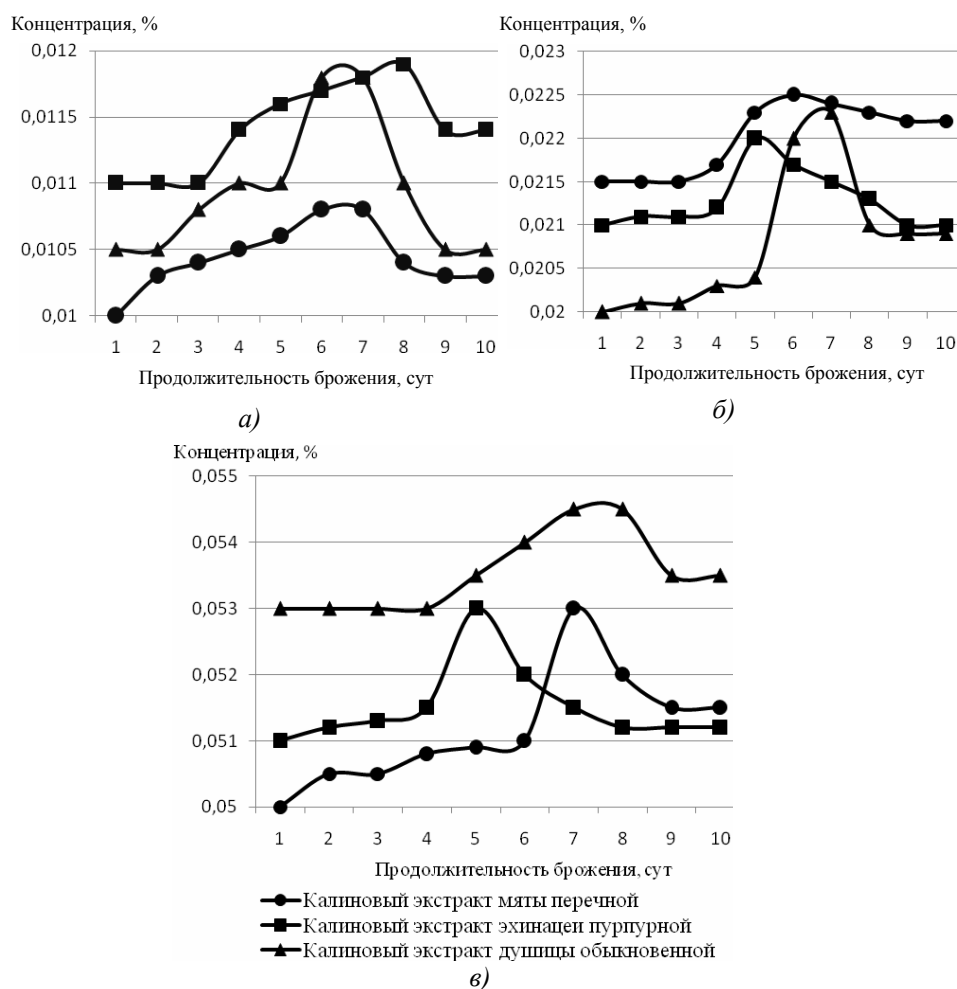 Концентрация, %
0,012
0,0115
0,011
0,0105
0,01
1 2 3 4 5 6 7 8 9 10
Продолжительность брожения, сут
а)
Концентрация, %
0,023
0,0225
0,022
0,0215
0,021
0,0205
0,02
1 2 3 4 5 6 7 8 9 10
Продолжительность брожения, сут
б)
Концентрация, %
0,055
0,054
0,053
0,052
0,051
0,05
1 2 3 4 5 6 7 8 9 10
Продолжительность брожения, сут
Калиновый экстракт мяты перечной
Калиновый экстракт эхинацеи пурпурной
Калиновый экстракт душицы обыкновенной
в)